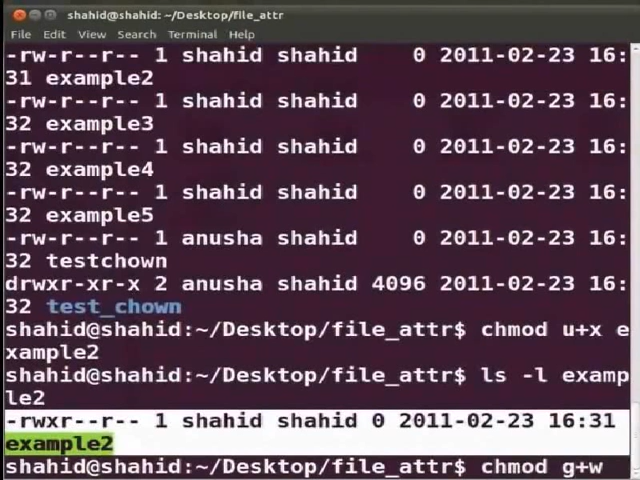 shahid@shahid: ~/Desktop/file_attr
File Edit View Search Terminal Help
-rw-r--r-- 1 shahid shahid    0 2011-02-23 16:
31 example2
-rw-r--r-- 1 shahid shahid    0 2011-02-23 16:
32 example3
-rw-r--r-- 1 shahid shahid    0 2011-02-23 16:
32 example4
-rw-r--r-- 1 shahid shahid    0 2011-02-23 16:
32 example5
-rw-r--r-- 1 anusha shahid    0 2011-02-23 16:
32 testchown
drwxr-xr-x 2 anusha shahid 4096 2011-02-23 16:
32 test_chown
shahid@shahid:~/Desktop/file_attr$ chmod u+x e
xample2
shahid@shahid:~/Desktop/file_attr$ ls -l examp
le2
-rwxr--r-- 1 shahid shahid 0 2011-02-23 16:31
example2
shahid@shahid:~/Desktop/file_attr$ chmod g+w